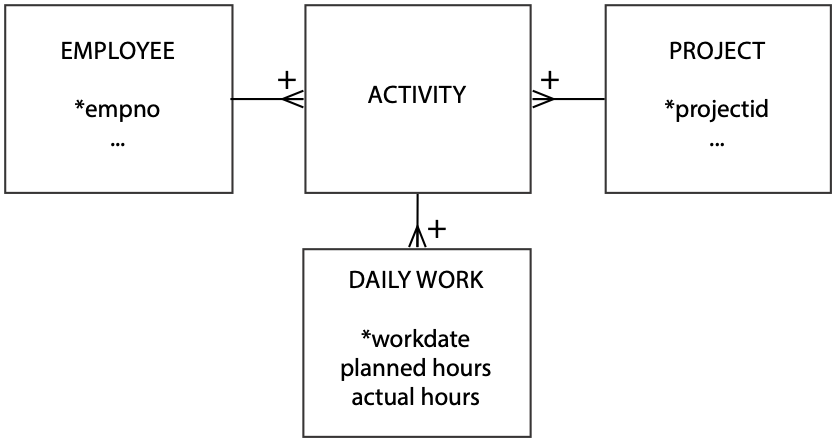 EMPLOYEE
*empno
...
+
ACTIVITY
+
PROJECT
*projectid
...
+
DAILY WORK
*workdate
planned hours
actual hours